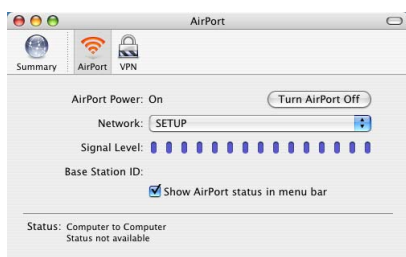 AirPort
Summary AirPort VPN
AirPort Power: On Turn AirPort Off
Network: SETUP
Signal Level:
Base Station ID:
Show AirPort status in menu bar
Status: Computer to Computer
Status not available